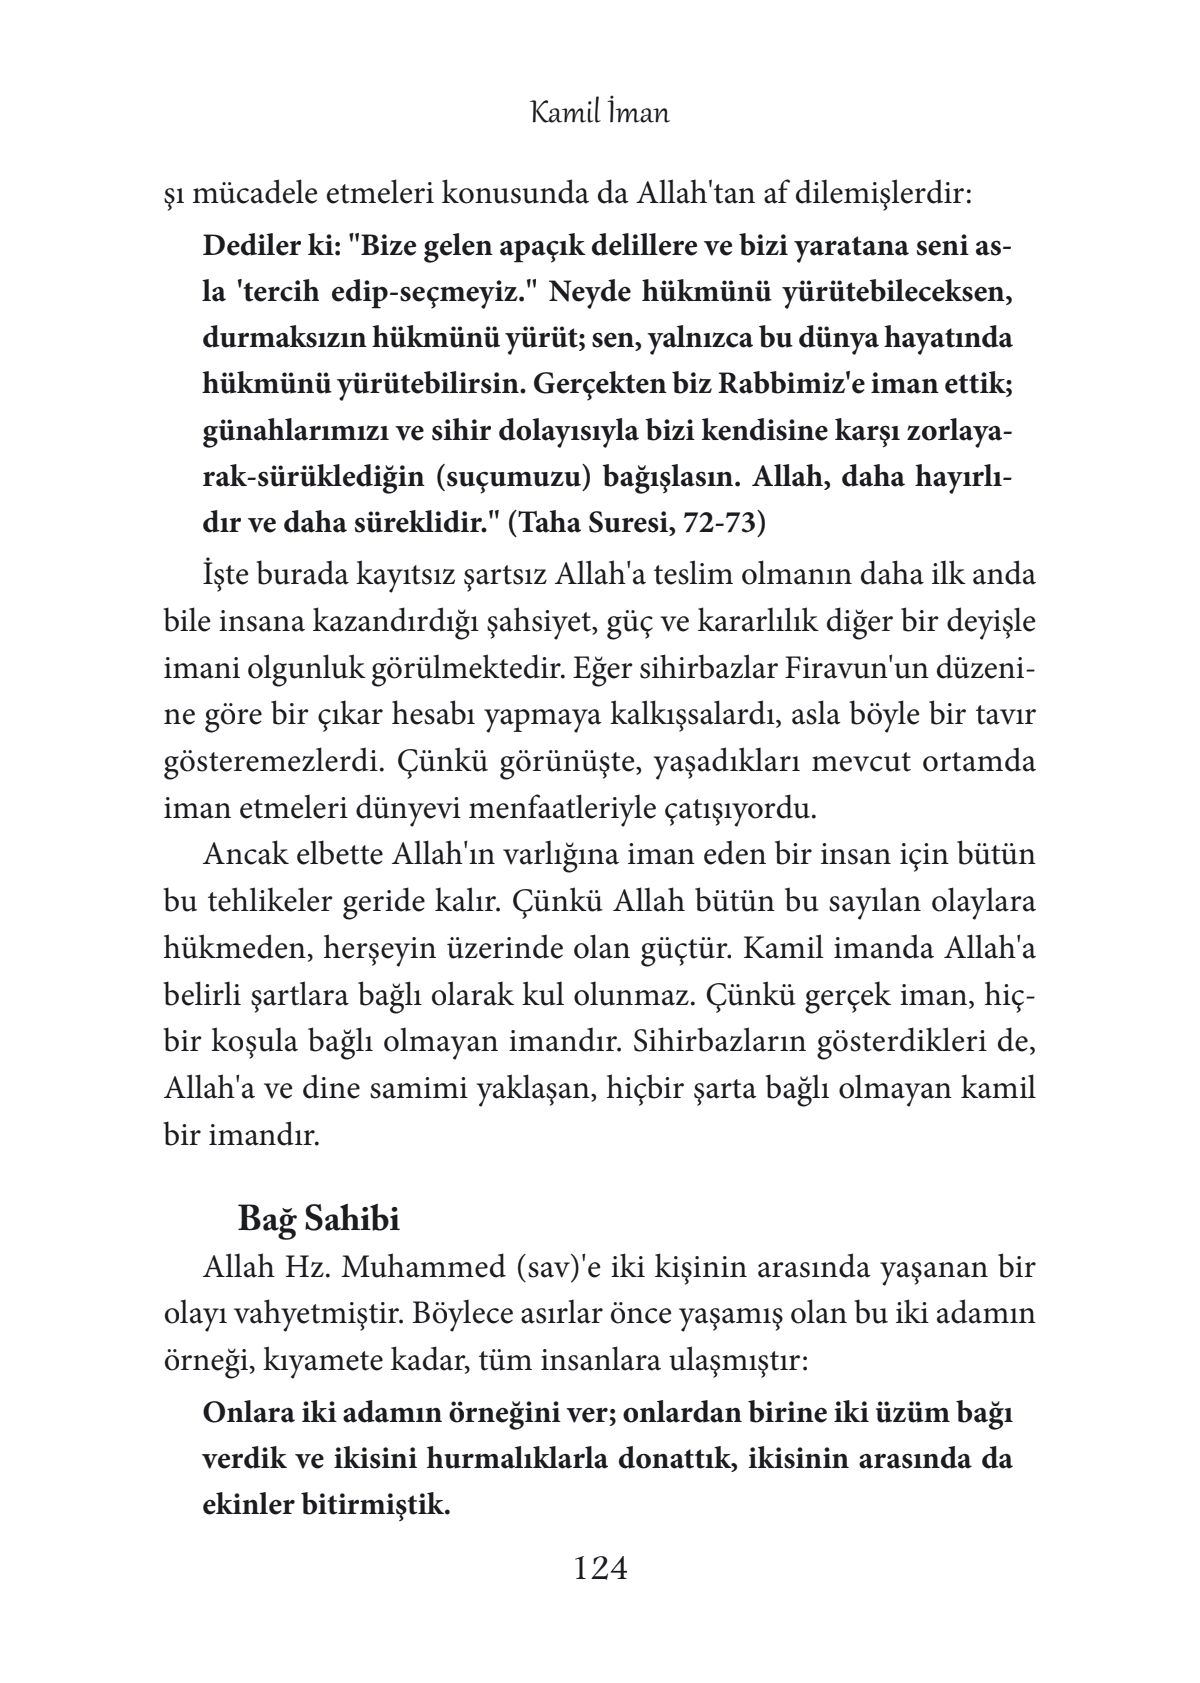 Kamil İman
şı mücadele etmeleri konusunda da Allah'tan af dilemişlerdir:
Dediler ki: "Bize gelen apaçık delillere ve bizi yaratana seni as-
la 'tercih edip-seçmeyiz." Neyde hükmünü yürütebileceksen,
durmaksızın hükmünü yürüt; sen, yalnızca bu dünya hayatında
hükmünü yürütebilirsin. Gerçekten biz Rabbimiz'e iman ettik;
günahlarımızı ve sihir dolayısıyla bizi kendisine karşı zorlaya-
rak-sürüklediğin (suçumuzu) bağışlasın. Allah, daha hayırlı-
dır ve daha süreklidir." (Taha Suresi, 72-73)
İşte burada kayıtsız şartsız Allah'a teslim olmanın daha ilk anda
bile insana kazandırdığı şahsiyet, güç ve kararlılık diğer bir deyişle
imani olgunluk görülmektedir. Eğer sihirbazlar Firavun'un düzeni-
ne göre bir çıkar hesabı yapmaya kalkışsalardı, asla böyle bir tavır
gösteremezlerdi. Çünkü görünüşte, yaşadıkları mevcut ortamda
iman etmeleri dünyevi menfaatleriyle çatışıyordu.
Ancak elbette Allah'ın varlığına iman eden bir insan için bütün
bu tehlikeler geride kalır. Çünkü Allah bütün bu sayılan olaylara
hükmeden, herşeyin üzerinde olan güçtür. Kamil imanda Allah'a
belirli şartlara bağlı olarak kul olunmaz. Çünkü gerçek iman, hiç-
bir koşula bağlı olmayan imandır. Sihirbazların gösterdikleri de,
Allah'a ve dine samimi yaklaşan, hiçbir şarta bağlı olmayan kamil
bir imandır.
Bağ Sahibi
Allah Hz. Muhammed (sav)'e iki kişinin arasında yaşanan bir
olayı vahyetmiştir. Böylece asırlar önce yaşamış olan bu iki adamın
örneği, kıyamete kadar, tüm insanlara ulaşmıştır:
Onlara iki adamın örneğini ver; onlardan birine iki üzüm bağı
verdik ve ikisini hurmalıklarla donattık, ikisinin arasında da
ekinler bitirmiştik.
124